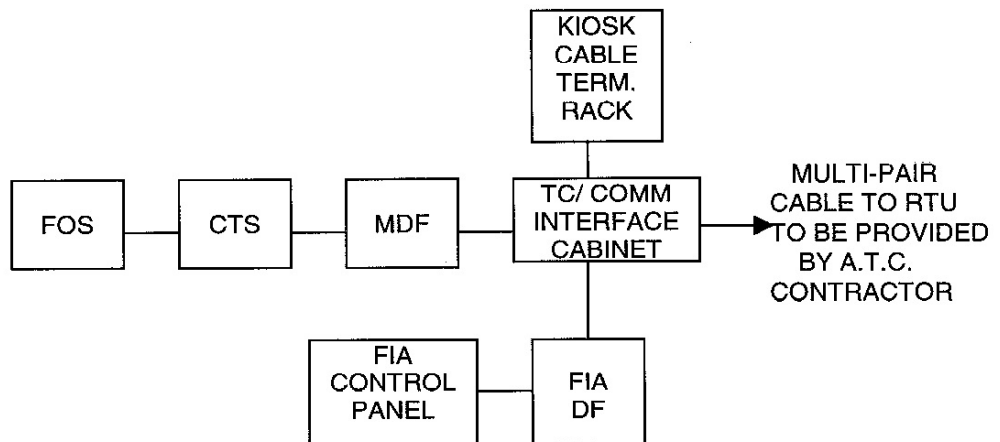 KIOSK
CABLE
TERM.
RACK
FOS
CTS
MDF
TC/ COMM
INTERFACE
CABINET
MULTI-PAIR
CABLE TO RTU
TO BE PROVIDED
BY A.T.C.
CONTRACTOR
FIA
CONTROL
PANEL
FIA
DF